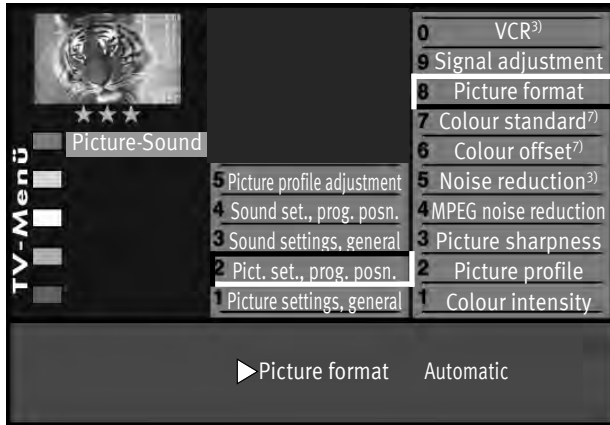 TV-Menü
Picture-Sound
5 Picture profile adjustment
4 Sound set., prog. posn.
3 Sound settings, general
2 Pict. set., prog. posn.
1 Picture settings, general
0 VCR3)
9 Signal adjustment
8 Picture format
7 Colour standard7)
6 Colour offset7)
5 Noise reduction3)
4 MPEG noise reduction
3 Picture sharpness
2 Picture profile
1 Colour intensity
Picture format Automatic